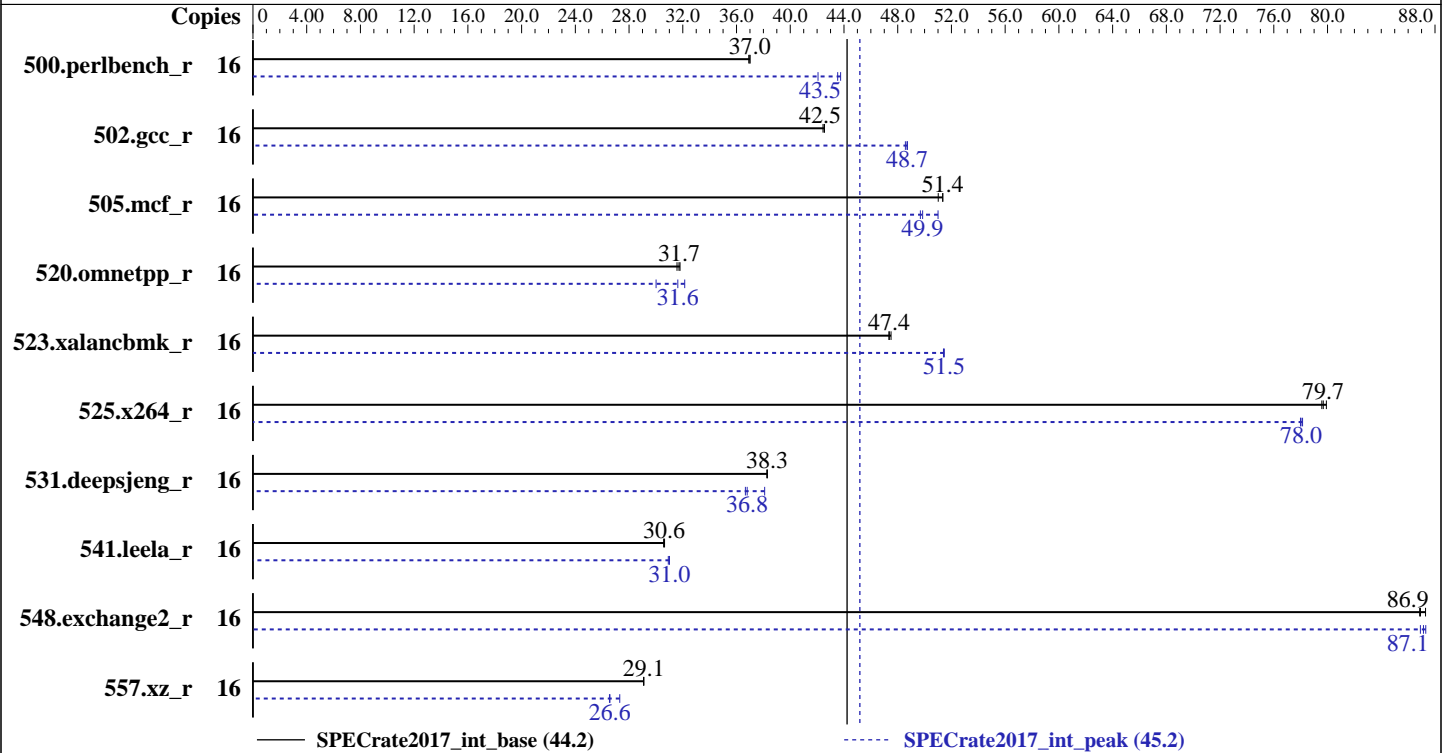 Copies 0 4.00 8.00 12.0 16.0 20.0 24.0 28.0 32.0 36.0 40.0 44.0 48.0 52.0 56.0 60.0 64.0 68.0 72.0 76.0 80.0 88.0
37.0
500.perlbench_r 16
43.5
42.5
502.gcc_r 16
48.7
51.4
505.mcf_r 16
49.9
31.7
520.omnetpp_r 16
31.6
47.4
523.xalancbmk_r 16
51.5
79.7
525.x264_r 16
78.0
38.3
531.deepsjeng_r 16
36.8
30.6
541.leela_r 16
31.0
86.9
548.exchange2_r 16
87.1
29.1
557.xz_r 16
26.6
SPECrate2017_int_base (44.2) SPECrate2017_int_peak (45.2)